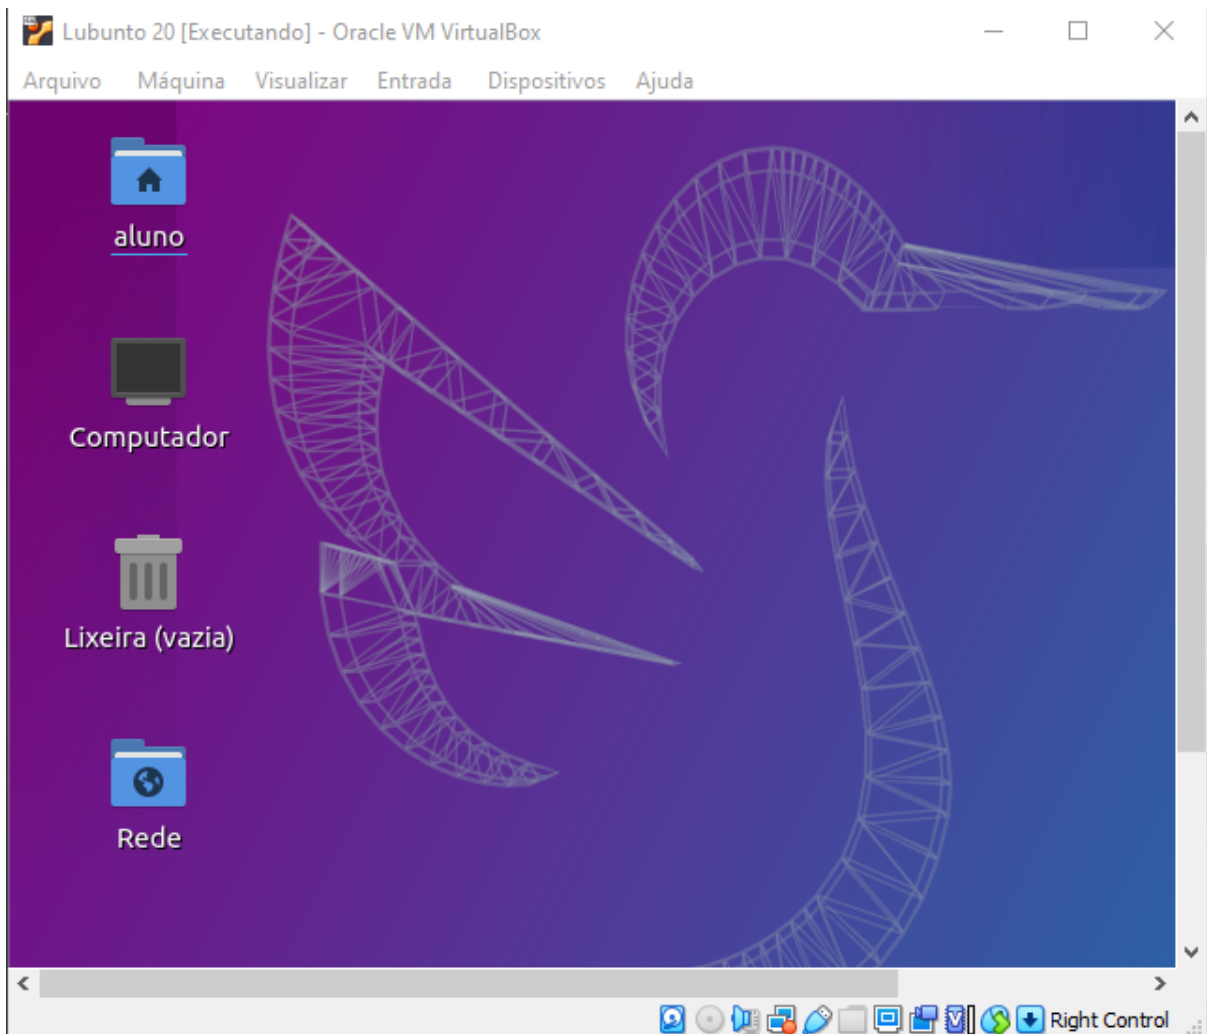 Lubunto 20 [Executando] - Oracle VM VirtualBox
Arquivo Máquina Visualizar Entrada Dispositivos Ajuda
aluno
Computador
Lixeira (vazia)
Rede
Right Control